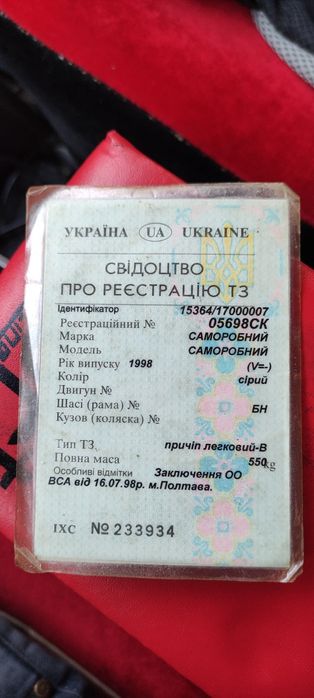 УКРАЇНА UA UKRAINE
СВІДОЦТВО
ПРО РЕЄСТРАЦІЮ ТЗ
Ідентифікатор 15364/17000007
Реєстраційний № 05698СК
Марка САМОРОБНИЙ
Модель САМОРОБНИЙ
Рік випуску 1998 (V=-)
Колір сірий
Двигун №
Шасі (рама) № БН
Кузов (коляска) №
Тип ТЗ причіп легковий-В
Повна маса 550 kg
Особливі відмітки Заключення ОО
ВСА від 16.07.98р. м.Полтава.
ІХС №233934